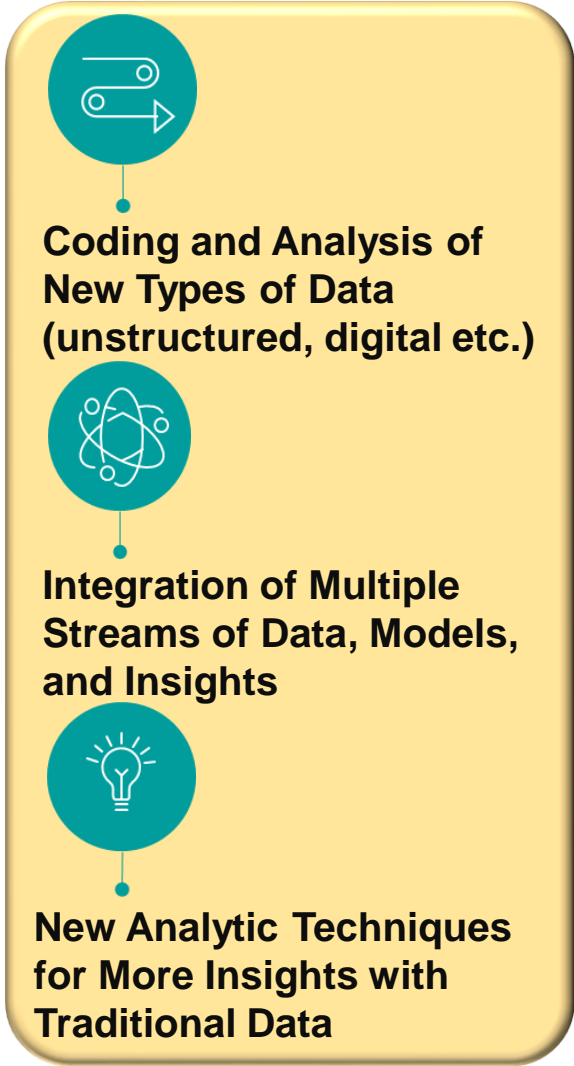 Coding and Analysis of
New Types of Data
(unstructured, digital etc.)
Integration of Multiple
Streams of Data, Models,
and Insights
New Analytic Techniques
for More Insights with
Traditional Data